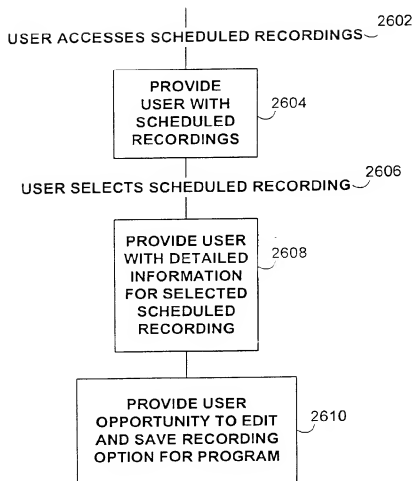 USER ACCESSES SCHEDULED RECORDINGS 2602
PROVIDE
USER WITH
SCHEDULED
RECORDINGS
2604
USER SELECTS SCHEDULED RECORDING 2606
PROVIDE USER
WITH DETAILED
INFORMATION
FOR SELECTED
SCHEDULED
RECORDING
2608
PROVIDE USER
OPPORTUNITY TO EDIT
AND SAVE RECORDING
OPTION FOR PROGRAM
2610